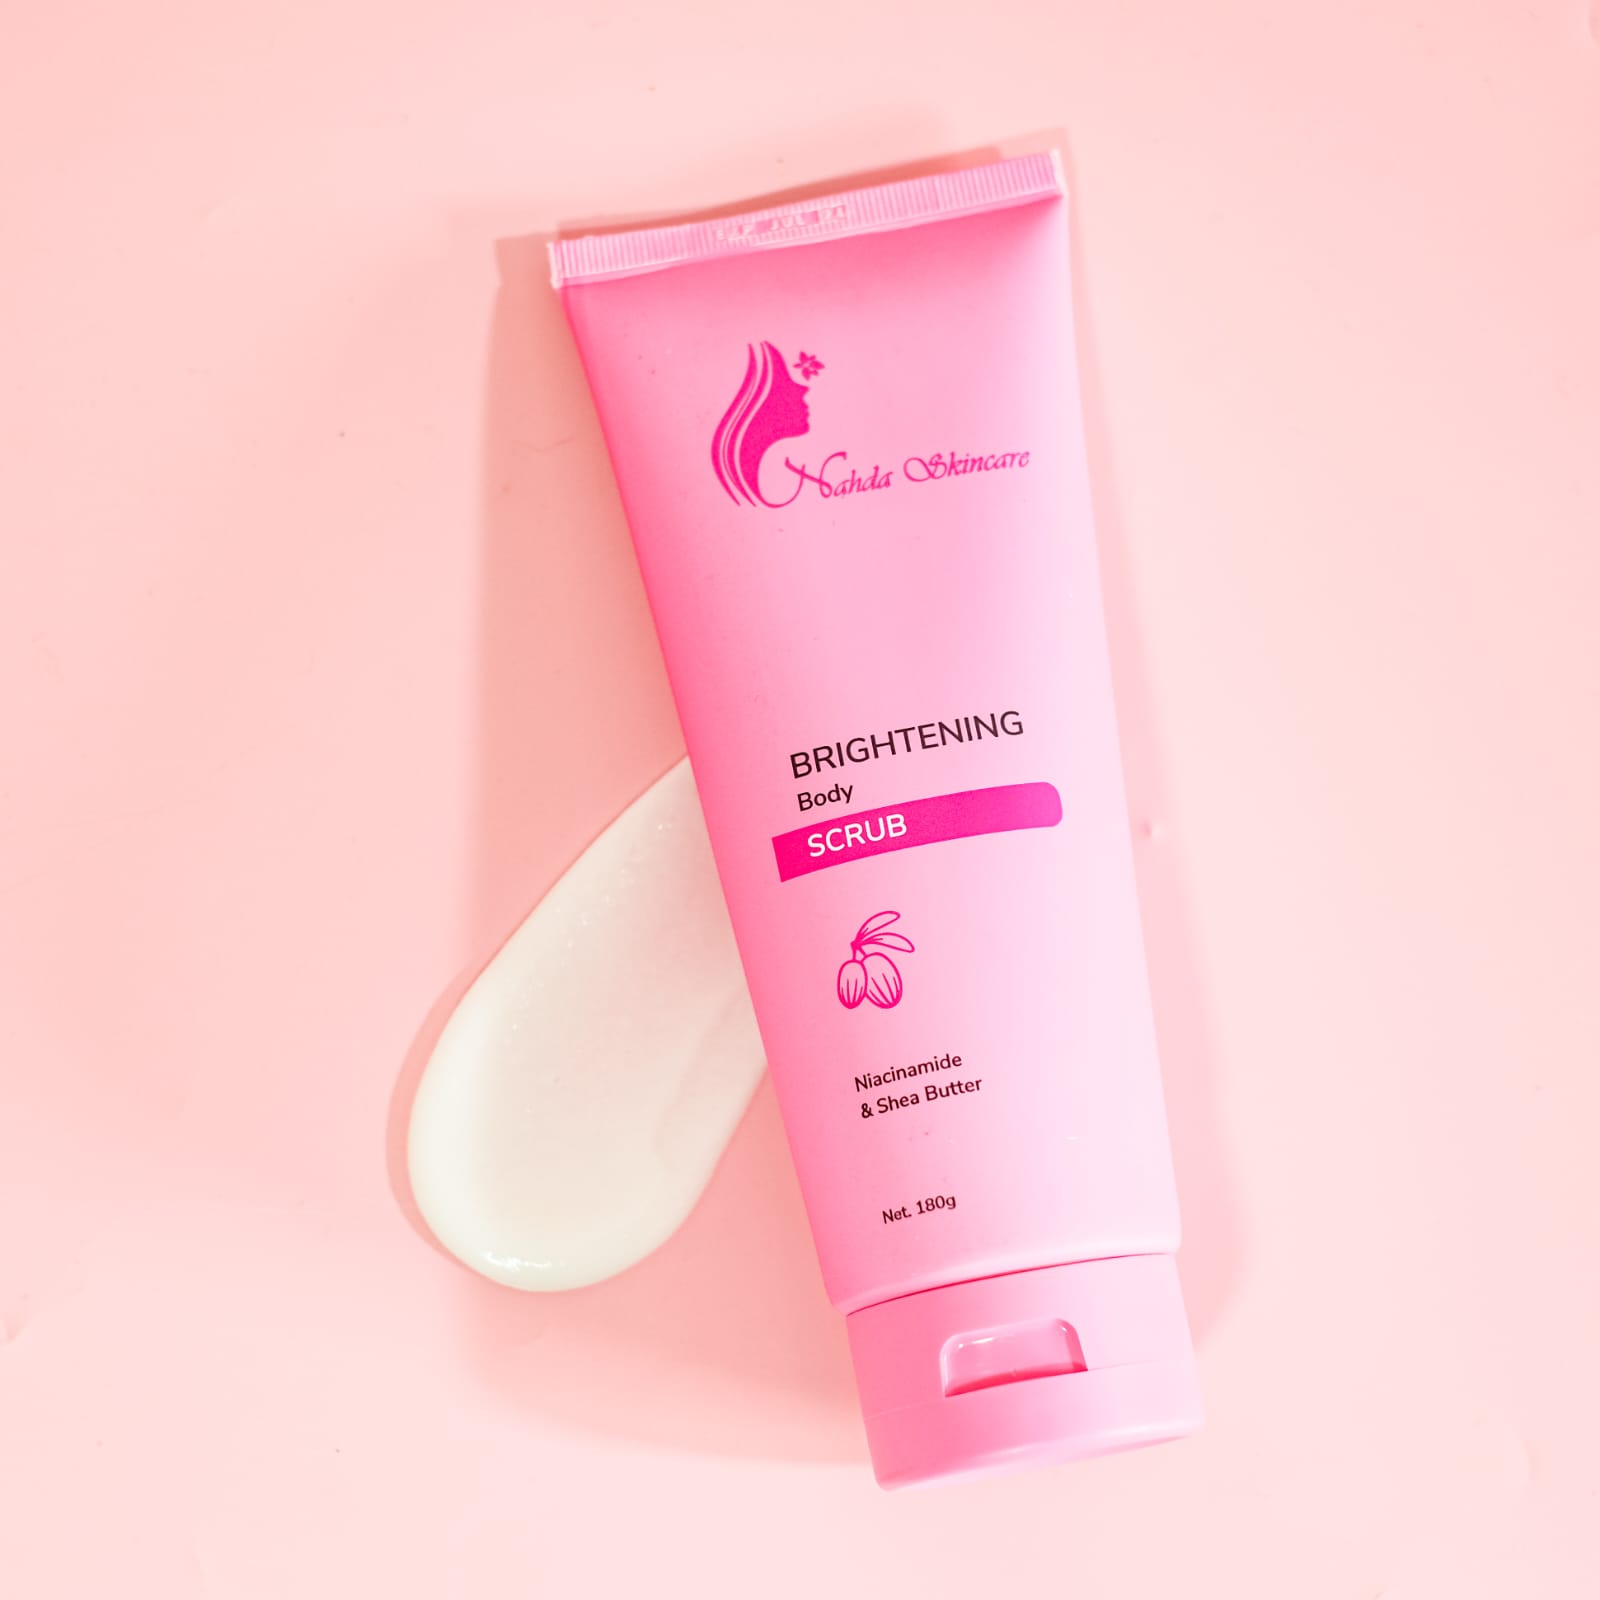 Nahda Skincare
BRIGHTENING
Body
SCRUB
Niacinamide
& Shea Butter
Net. 180g